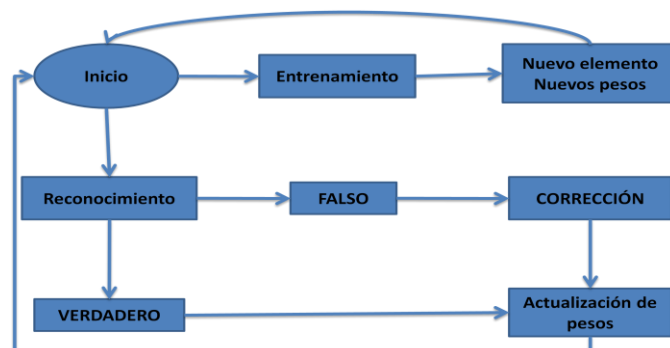 Inicio
Entrenamiento
Nuevo elemento
Nuevos pesos
Reconocimiento
FALSO
CORRECCIÓN
VERDADERO
Actualización de
pesos